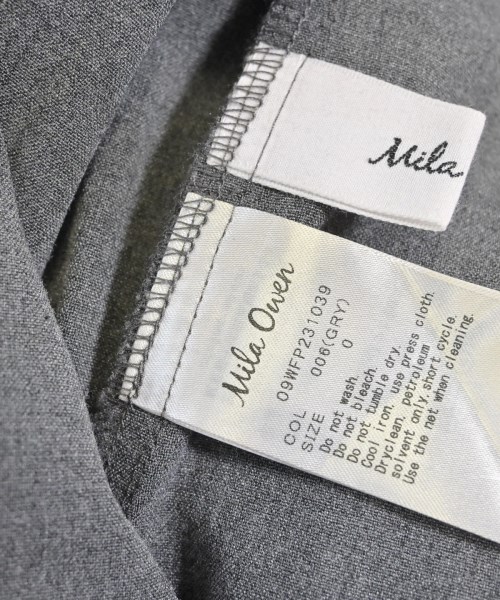 Mila
Mila Owen
09WFP231039
COL 006(GRY)
SIZE 0
Do not wash.
Do not bleach.
Do not tumble dry.
Cool iron, use press cloth.
Dryclean, petroleum
solvent only, short cycle.
Use the net when cleaning.